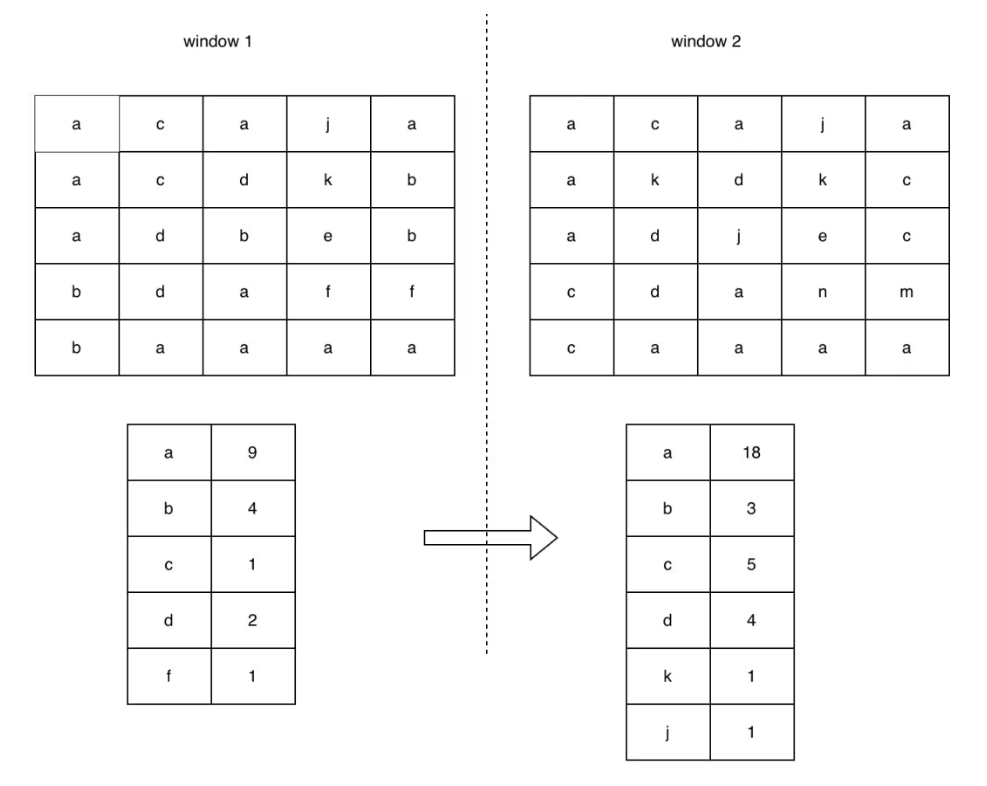 window 1
window 2
a c a j a
a c d k b
a d b e b
b d a f f
b a a a a
a c a j a
a k d k c
a d j e c
c d a n m
c a a a a
a 9
b 4
c 1
d 2
f 1
a 18
b 3
c 5
d 4
k 1
j 1